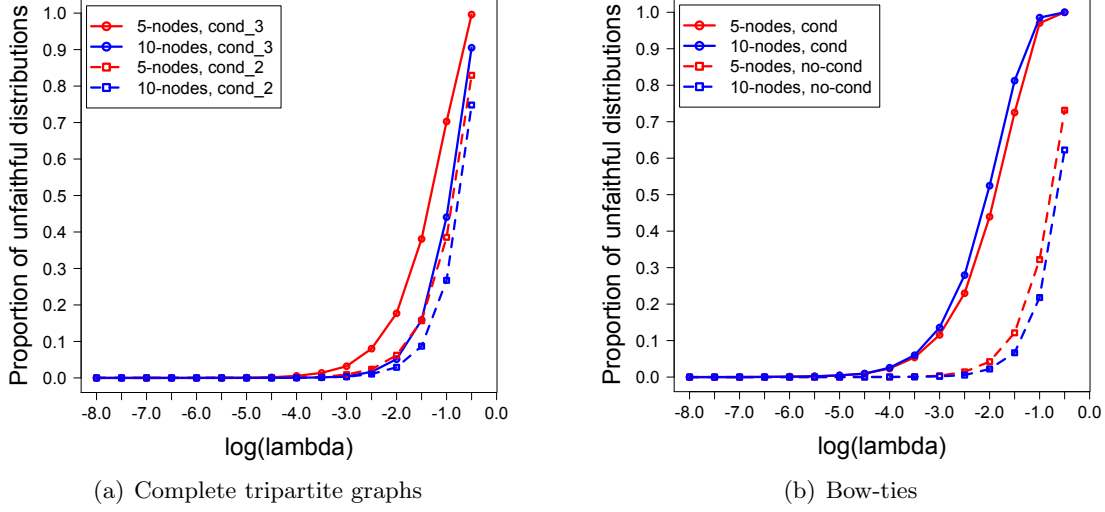 Proportion of unfaithful distributions
1.0
0.9
0.8
0.7
0.6
0.5
0.4
0.3
0.2
0.1
0.0
5-nodes, cond_3
10-nodes, cond_3
5-nodes, cond_2
10-nodes, cond_2
-8.0 -7.0 -6.0 -5.0 -4.0 -3.0 -2.0 -1.0 0.0
log(lambda)
(a) Complete tripartite graphs
Proportion of unfaithful distributions
1.0
0.9
0.8
0.7
0.6
0.5
0.4
0.3
0.2
0.1
0.0
5-nodes, cond
10-nodes, cond
5-nodes, no-cond
10-nodes, no-cond
-8.0 -7.0 -6.0 -5.0 -4.0 -3.0 -2.0 -1.0 0.0
log(lambda)
(b) Bow-ties